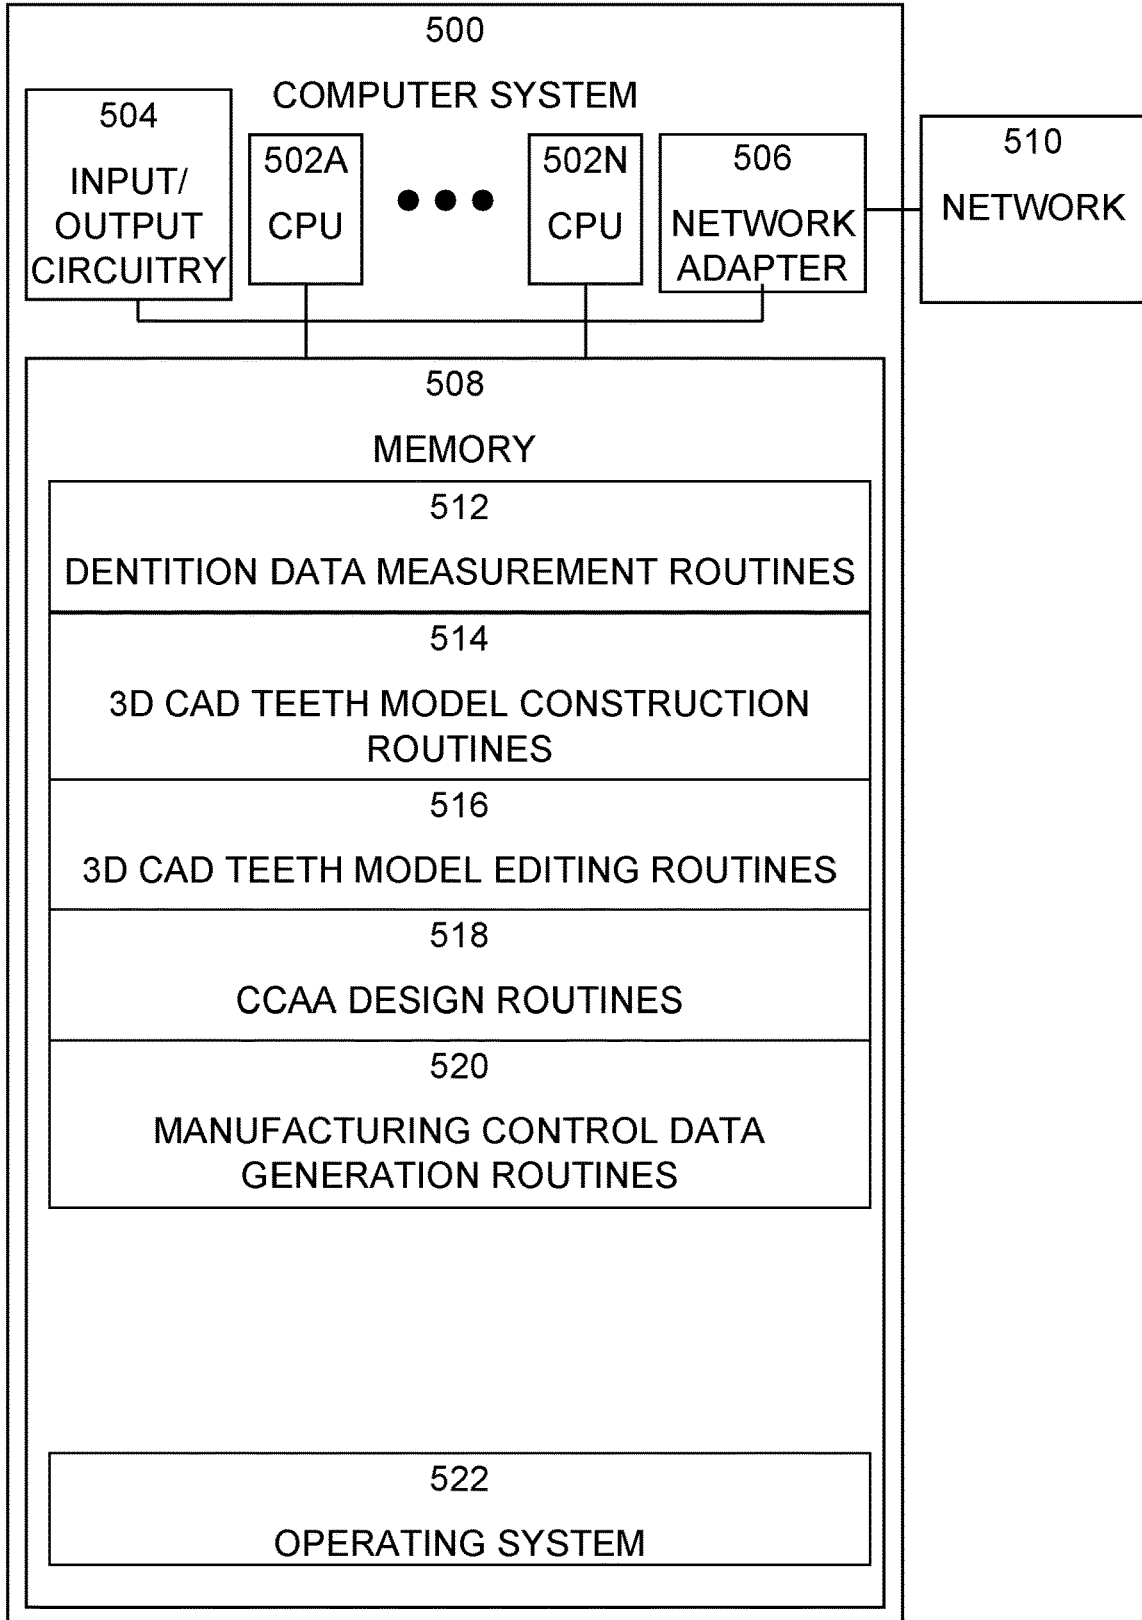 500
COMPUTER SYSTEM
504
INPUT/
OUTPUT
CIRCUITRY
502A
CPU
502N
CPU
506
NETWORK
ADAPTER
510
NETWORK
508
MEMORY
512
DENTITION DATA MEASUREMENT ROUTINES
514
3D CAD TEETH MODEL CONSTRUCTION
ROUTINES
516
3D CAD TEETH MODEL EDITING ROUTINES
518
CCAA DESIGN ROUTINES
520
MANUFACTURING CONTROL DATA
GENERATION ROUTINES
522
OPERATING SYSTEM